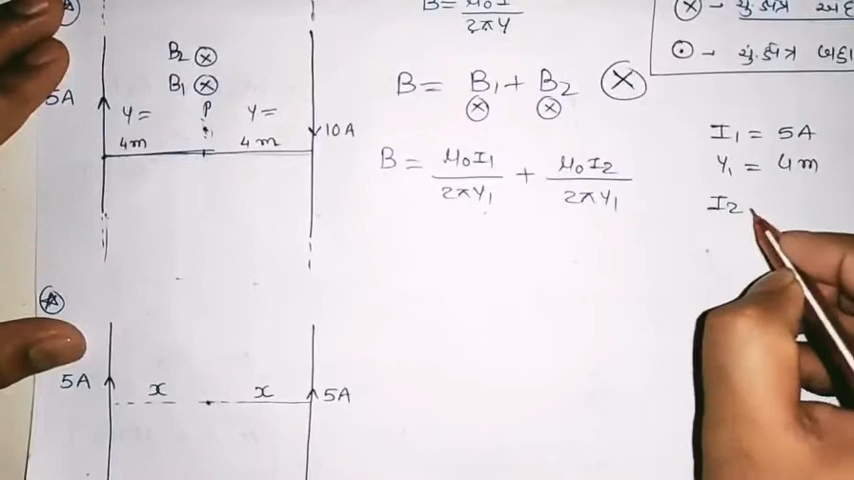 B = μ₀I / 2πY
⊗ - ચુ.ક્ષેત્ર
⊙ - ચુ.ક્ષેત્ર
B₂ ⊗
B₁ ⊗
5A
Y = 4m
P
Y = 4m
10A
B = B₁ + B₂ ⊗
⊗ ⊗
B = μ₀I₁ / 2πY₁ + μ₀I₂ / 2πY₁
I₁ = 5A
Y₁ = 4m
I₂
5A
x
x
5A